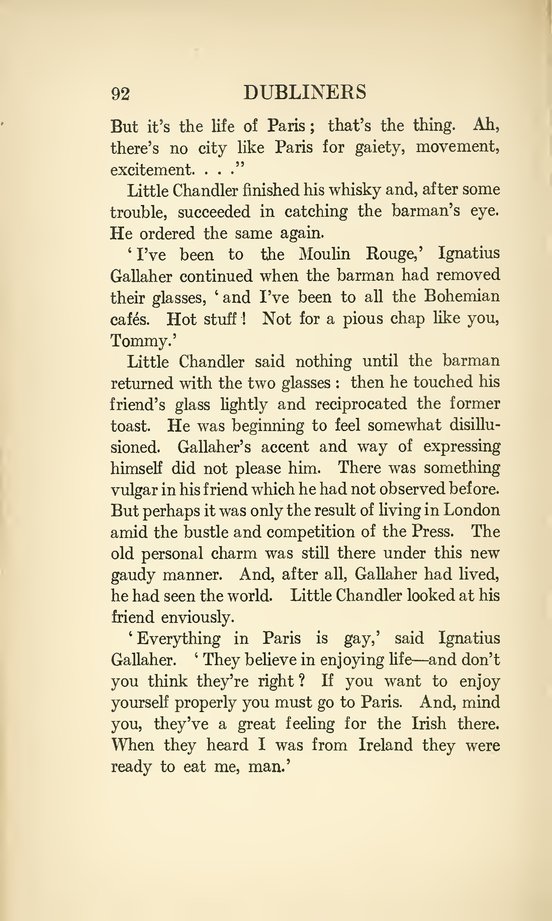 92 DUBLINERS
But it's the life of Paris ; that's the thing. Ah,
there's no city like Paris for gaiety, movement,
excitement. . . ."
Little Chandler finished his whisky and, after some
trouble, succeeded in catching the barman's eye.
He ordered the same again.
' I've been to the Moulin Rouge,' Ignatius
Gallaher continued when the barman had removed
their glasses, ' and I've been to all the Bohemian
cafés. Hot stuff ! Not for a pious chap like you,
Tommy.'
Little Chandler said nothing until the barman
returned with the two glasses : then he touched his
friend's glass lightly and reciprocated the former
toast. He was beginning to feel somewhat disillu-
sioned. Gallaher's accent and way of expressing
himself did not please him. There was something
vulgar in his friend which he had not observed before.
But perhaps it was only the result of living in London
amid the bustle and competition of the Press. The
old personal charm was still there under this new
gaudy manner. And, after all, Gallaher had lived,
he had seen the world. Little Chandler looked at his
friend enviously.
' Everything in Paris is gay,' said Ignatius
Gallaher. ' They believe in enjoying life—and don't
you think they're right ? If you want to enjoy
yourself properly you must go to Paris. And, mind
you, they've a great feeling for the Irish there.
When they heard I was from Ireland they were
ready to eat me, man.'